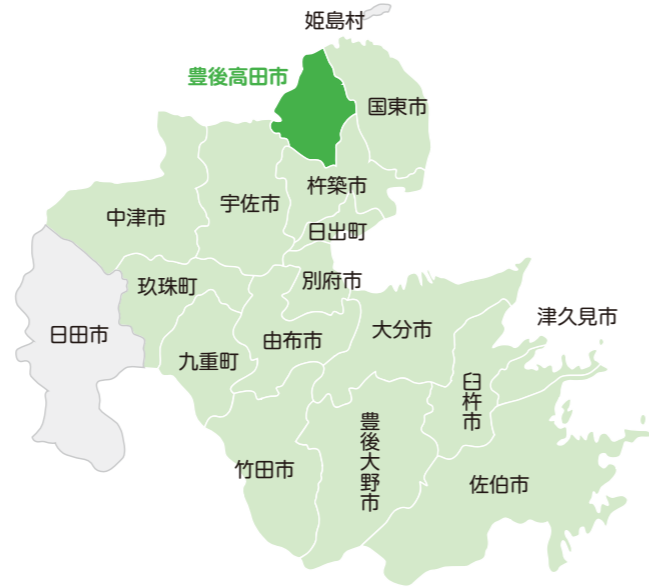 姫島村
豊後高田市
国東市
杵築市
宇佐市
中津市
日出町
別府市
玖珠町
津久見市
大分市
日田市
由布市
九重町
臼杵市
豊後大野市
竹田市
佐伯市